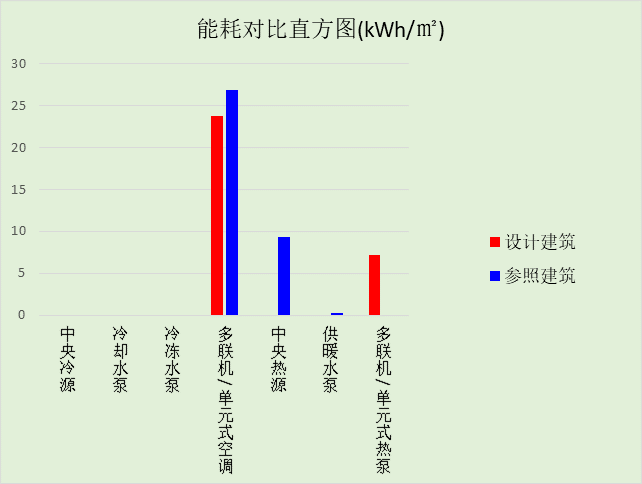 能耗对比直方图(kWh/㎡)
30
25
20
15
10
5
0
中央冷源
冷却水泵
冷冻水泵
多联机/单元式空调
中央热源
供暖水泵
多联机/单元式热泵
设计建筑
参照建筑